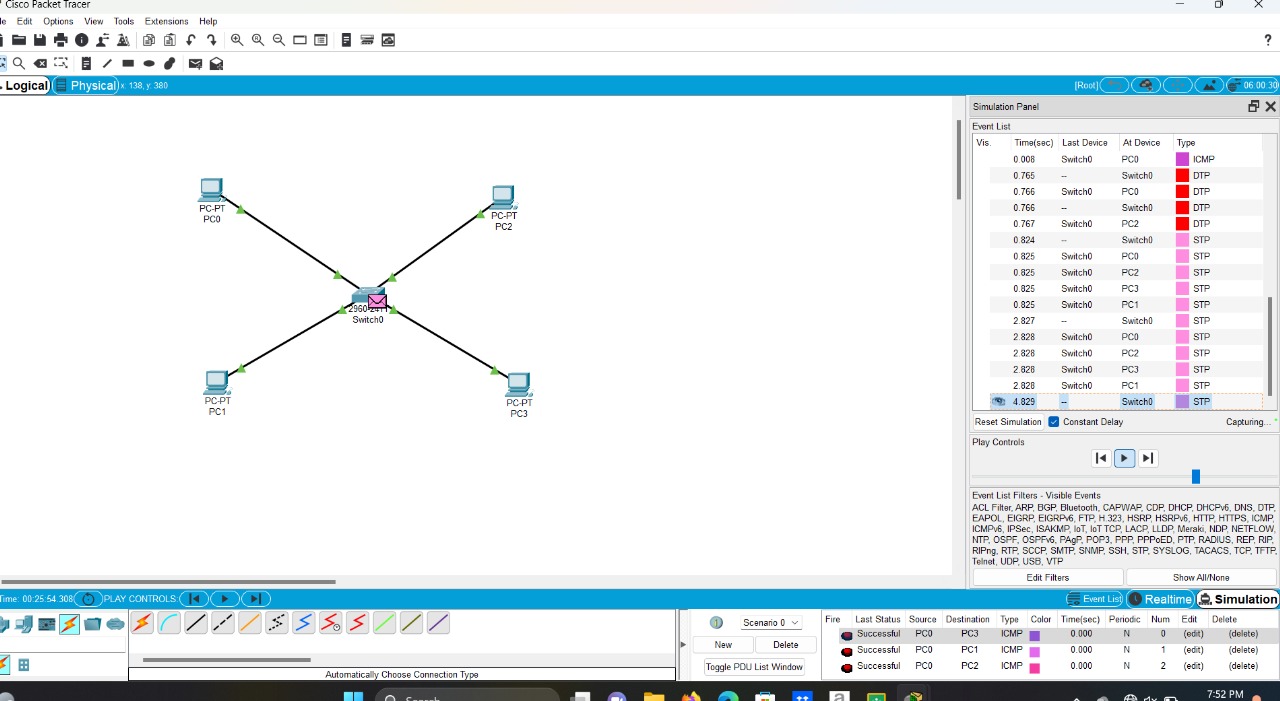 Cisco Packet Tracer
Edit Options View Tools Extensions Help
?
Logical Physical x: 138, y: 380 [Root] 06:00:30
Simulation Panel
Event List
Vis. Time(sec) Last Device At Device Type
0.008 Switch0 PC0 ICMP
0.765 -- Switch0 DTP
0.766 Switch0 PC0 DTP
0.766 -- Switch0 DTP
0.767 Switch0 PC2 DTP
0.824 -- Switch0 STP
0.825 Switch0 PC0 STP
0.825 Switch0 PC2 STP
0.825 Switch0 PC3 STP
0.825 Switch0 PC1 STP
2.827 -- Switch0 STP
2.828 Switch0 PC0 STP
2.828 Switch0 PC2 STP
2.828 Switch0 PC3 STP
2.828 Switch0 PC1 STP
4.829 -- Switch0 STP
Reset Simulation Constant Delay Capturing...
Play Controls
Event List Filters - Visible Events
ACL Filter, ARP, BGP, Bluetooth, CAPWAP, CDP, DHCP, DHCPv6, DNS, DTP,
EAPOL, EIGRP, EIGRPv6, FTP, H.323, HSRP, HSRPv6, HTTP, HTTPS, ICMP,
ICMPv6, IPSec, ISAKMP, IoT, IoT TCP, LACP, LLDP, Meraki, NDP, NETFLOW,
NTP, OSPF, OSPFv6, PAgP, POP3, PPP, PPPoED, PTP, RADIUS, REP, RIP,
RIPng, RTP, SCCP, SMTP, SNMP, SSH, STP, SYSLOG, TACACS, TCP, TFTP,
Telnet, UDP, USB, VTP
Edit Filters Show All/None
PC-PT
PC0
PC-PT
PC2
Switch0
PC-PT
PC1
PC-PT
PC3
Time: 00:25:54.308 PLAY CONTROLS: Event List Realtime Simulation
Automatically Choose Connection Type
Scenario 0
New Delete
Toggle PDU List Window
Fire Last Status Source Destination Type Color Time(sec) Periodic Num Edit Delete
Successful PC0 PC3 ICMP 0.000 N 0 (edit) (delete)
Successful PC0 PC1 ICMP 0.000 N 1 (edit) (delete)
Successful PC0 PC2 ICMP 0.000 N 2 (edit) (delete)
Search 7:52 PM